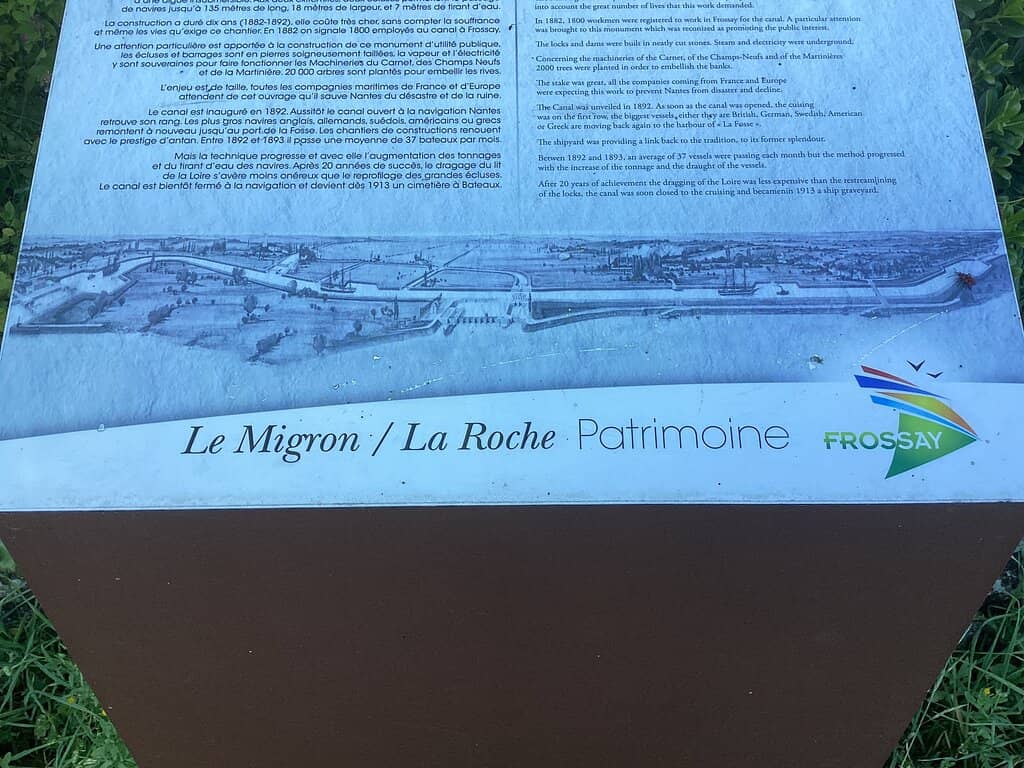 de navires jusqu'à 135 mètres de long, 18 mètres de largeur, et 7 mètres de tirant d'eau.
La construction a duré dix ans (1882-1892), elle coûte très cher, sans compter la souffrance
et même les vies qu'exige ce chantier. En 1882 on signale 1800 employés au canal à Frossay.
Une attention particulière est apportée à la construction de ce monument d'utilité publique,
les écluses et barrages sont en pierres soigneusement taillées, la vapeur et l'électricité
y sont souveraines pour faire fonctionner les Machineries du Carnet, des Champs Neufs
et de la Martinière. 20 000 arbres sont plantés pour embellir les rives.
L'enjeu est de taille, toutes les compagnies maritimes de France et d'Europe
attendent de cet ouvrage qu'il sauve Nantes du désastre et de la ruine.
Le canal est inauguré en 1892. Aussitôt le canal ouvert à la navigation Nantes
retrouve son rang. Les plus gros navires anglais, allemands, suédois, américains ou grecs
remontent à nouveau jusqu'au port de la Fosse. Les chantiers de constructions renouent
avec le prestige d'antan. Entre 1892 et 1893 il passe une moyenne de 37 bateaux par mois.
Mais la technique progresse et avec elle l'augmentation des tonnages
et du tirant d'eau des navires. Après 20 années de succès, le dragage du lit
de la Loire s'avère moins onéreux que le reprofilage des grandes écluses.
Le canal est bientôt fermé à la navigation et devient dès 1913 un cimetière à Bateaux.
into account the great number of lives that this work demanded.
In 1882, 1800 workmen were registered to work in Frossay for the canal. A particular attention
was brought to this monument which was recognized as promoting the public interest.
The locks and dams were built in neatly cut stones. Steam and electricity were underground.
Concerning the machineries of the Carnet, of the Champs-Neufs and of the Martinières
2000 trees were planted in order to embellish the banks.
The stake was great, all the companies coming from France and Europe
were expecting this work to prevent Nantes from disaster and decline.
The Canal was unveiled in 1892. As soon as the canal was opened, the cuising
was on the first row, the biggest vessels, either they are British, German, Swedish, American
or Greek are moving back again to the harbour of « La Fosse ».
The shipyard was providing a link back to the tradition, to its former splendour.
Betwen 1892 and 1893, an average of 37 vessels were passing each month but the method progressed
with the increase of the tonnage and the draught of the vessels.
After 20 years of achievement the dragging of the Loire was less expensive than the restreamlining
of the locks, the canal was soon closed to the cruising and becamenin 1913 a ship graveyard.
Le Migron / La Roche Patrimoine
FROSSAY